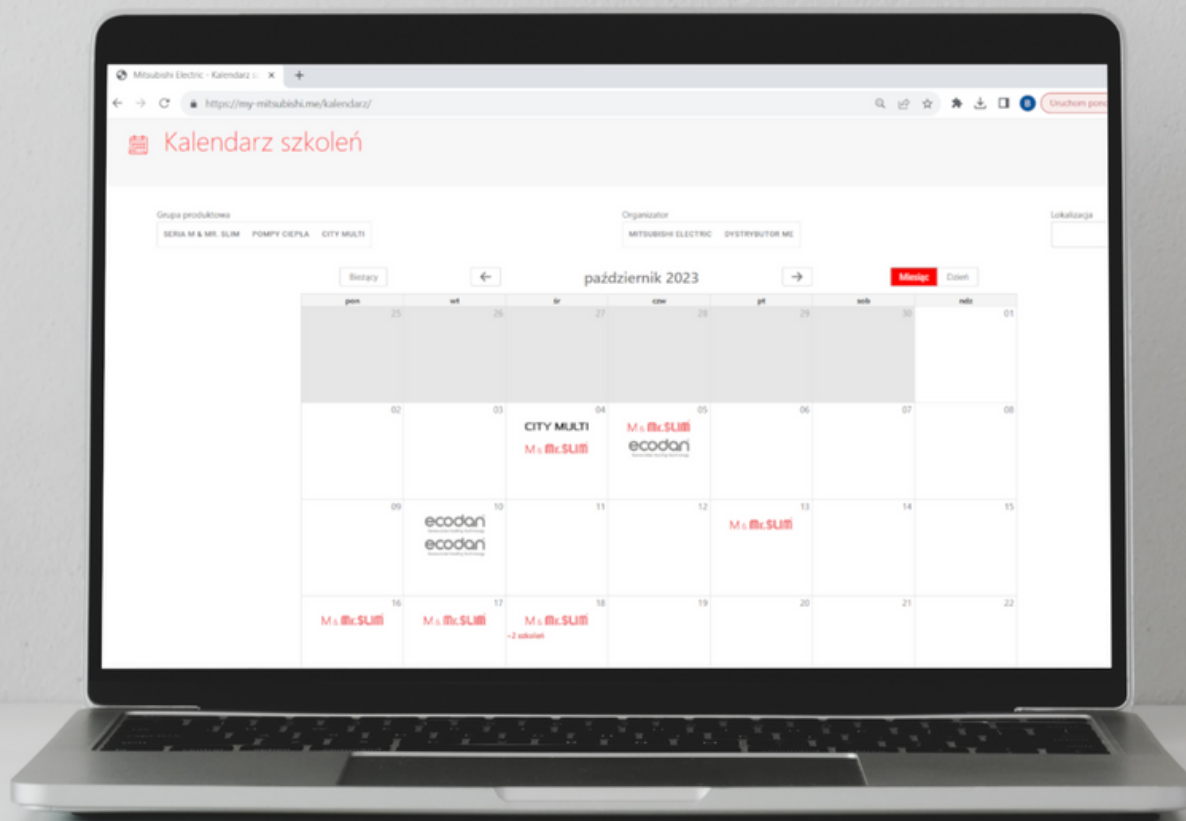 Mitsubishi Electric - Kalendarz s
https://my-mitsubishi.me/kalendarz/
Uruchom pono
Kalendarz szkoleń
Grupa produktowa
Organizator
Lokalizacja
SERIA M & MR. SLIM POMPY CIEPŁA CITY MULTI
MITSUBISHI ELECTRIC DYSTRYBUTOR ME
Bieżący
październik 2023
Miesiąc Dzień
pon wt śr czw pt sob ndz
25 26 27 28 29 30 01
02 03 04 05 06 07 08
CITY MULTI
M & Mr.SLIM
M & Mr.SLIM
ecodan
09 10 11 12 13 14 15
ecodan
ecodan
M & Mr.SLIM
16 17 18 19 20 21 22
M & Mr.SLIM M & Mr.SLIM M & Mr.SLIM
+2 szkoleń